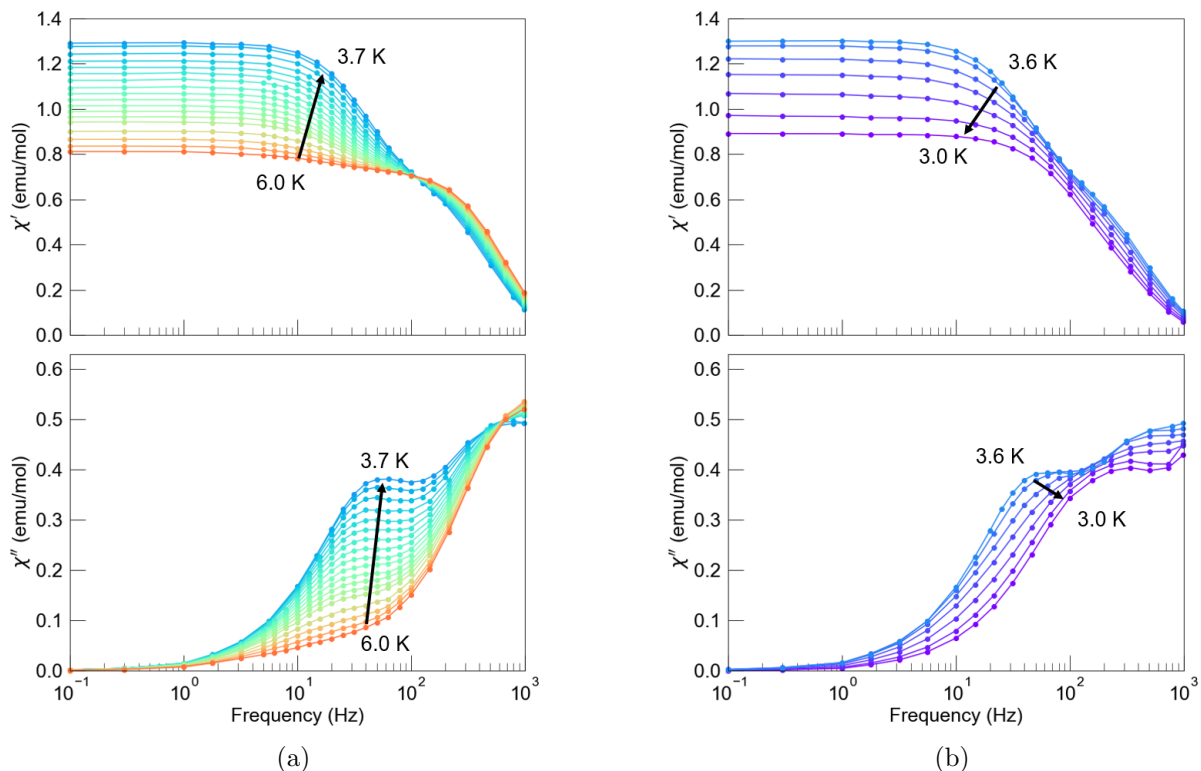 1.4
1.2
1.0
0.8
0.6
0.4
0.2
0.0
χ′ (emu/mol)
3.7 K
6.0 K
0.6
0.5
0.4
0.3
0.2
0.1
0.0
χ″ (emu/mol)
3.7 K
6.0 K
10⁻¹ 10⁰ 10¹ 10² 10³
Frequency (Hz)
(a)
1.4
1.2
1.0
0.8
0.6
0.4
0.2
0.0
χ′ (emu/mol)
3.6 K
3.0 K
0.6
0.5
0.4
0.3
0.2
0.1
0.0
χ″ (emu/mol)
3.6 K
3.0 K
10⁻¹ 10⁰ 10¹ 10² 10³
Frequency (Hz)
(b)